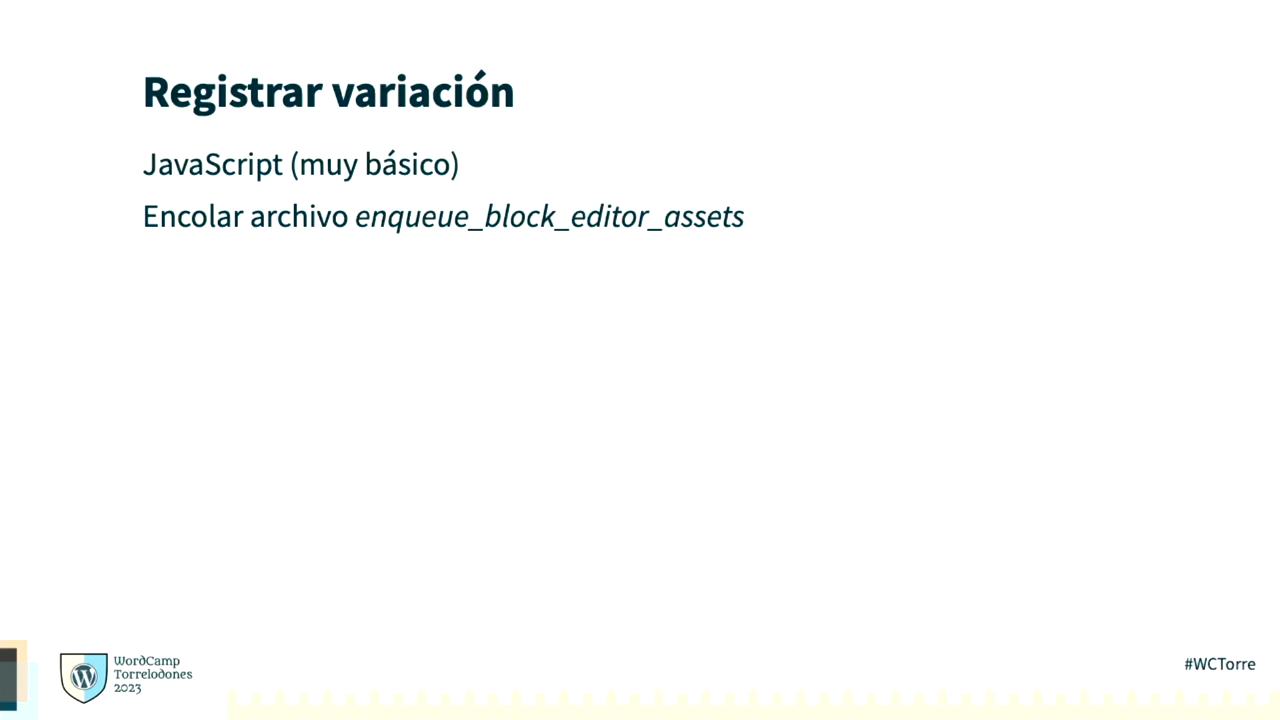 Registrar variación
JavaScript (muy básico)
Encolar archivo enqueue_block_editor_assets
WordCamp
Torrelodones
2023
#WCTorre